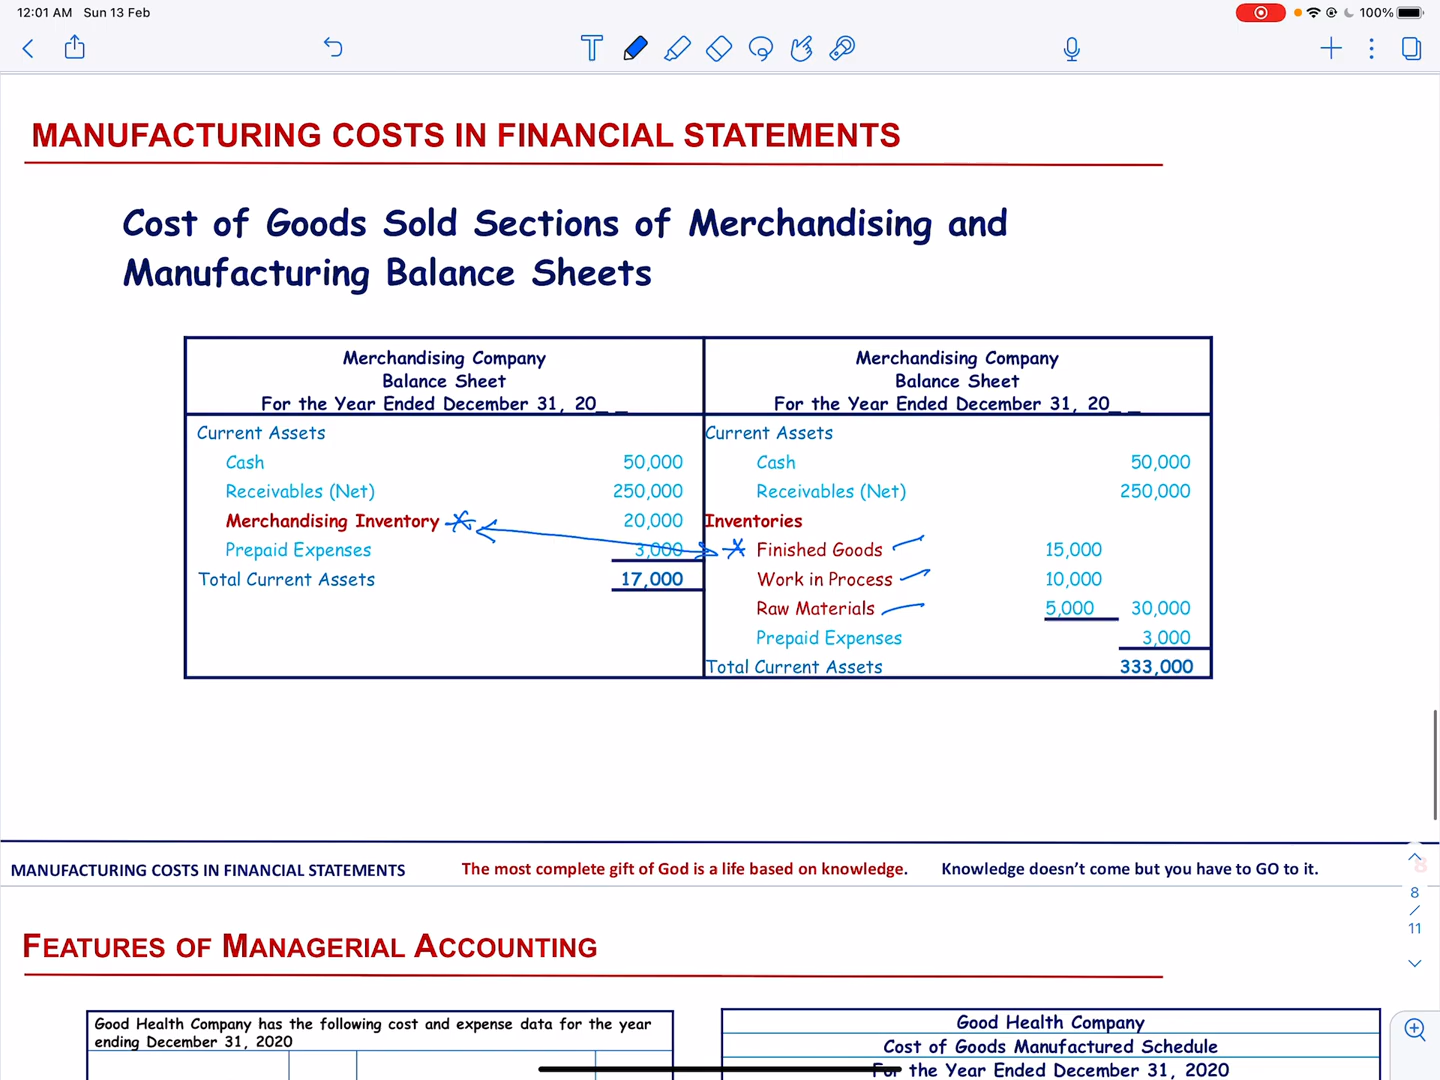 12:01 AM Sun 13 Feb
100%
MANUFACTURING COSTS IN FINANCIAL STATEMENTS
Cost of Goods Sold Sections of Merchandising and
Manufacturing Balance Sheets
Merchandising Company
Balance Sheet
For the Year Ended December 31, 20_ _
Current Assets
Cash 50,000
Receivables (Net) 250,000
Merchandising Inventory 20,000
Prepaid Expenses 3,000
Total Current Assets 17,000
Merchandising Company
Balance Sheet
For the Year Ended December 31, 20_ _
Current Assets
Cash 50,000
Receivables (Net) 250,000
Inventories
Finished Goods 15,000
Work in Process 10,000
Raw Materials 5,000 30,000
Prepaid Expenses 3,000
Total Current Assets 333,000
MANUFACTURING COSTS IN FINANCIAL STATEMENTS The most complete gift of God is a life based on knowledge. Knowledge doesn't come but you have to GO to it. 8
8
/
11
FEATURES OF MANAGERIAL ACCOUNTING
Good Health Company has the following cost and expense data for the year
ending December 31, 2020
Good Health Company
Cost of Goods Manufactured Schedule
For the Year Ended December 31, 2020